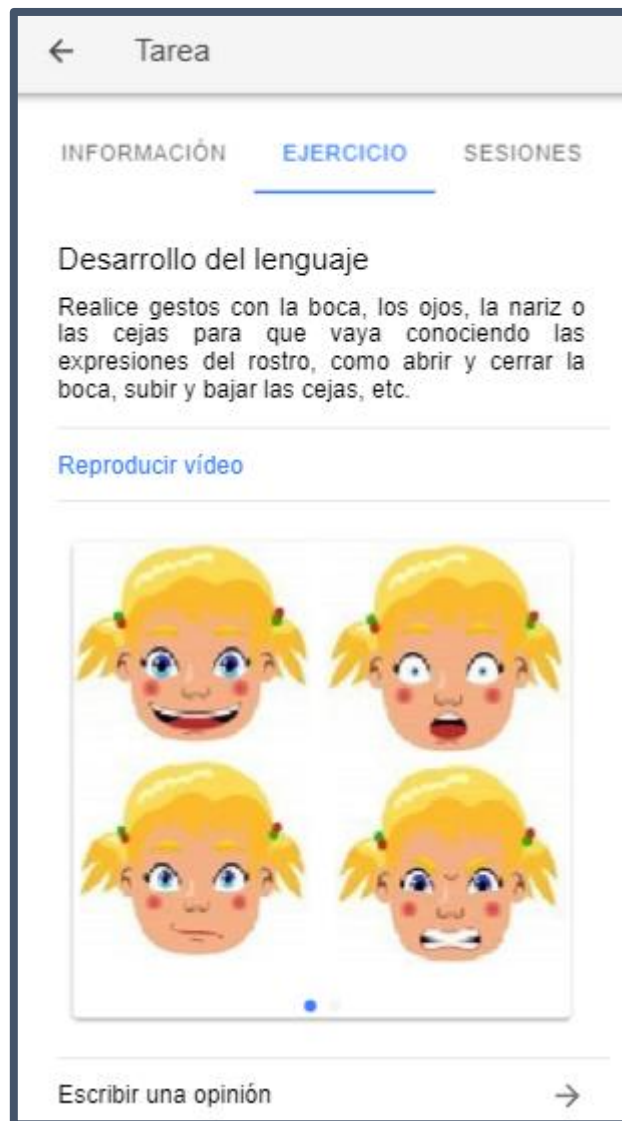 Tarea
INFORMACIÓN EJERCICIO SESIONES
Desarrollo del lenguaje
Realice gestos con la boca, los ojos, la nariz o
las cejas para que vaya conociendo las
expresiones del rostro, como abrir y cerrar la
boca, subir y bajar las cejas, etc.
Reproducir vídeo
Escribir una opinión